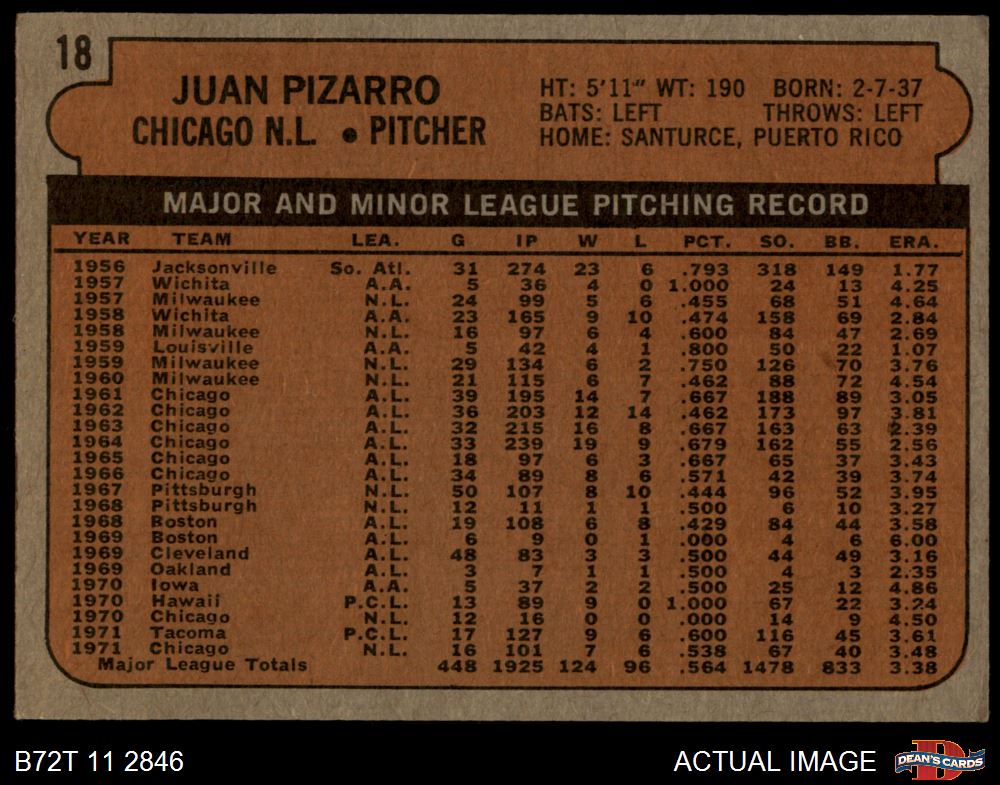 18
JUAN PIZARRO
CHICAGO N.L. • PITCHER
HT: 5'11" WT: 190 BORN: 2-7-37
BATS: LEFT THROWS: LEFT
HOME: SANTURCE, PUERTO RICO
MAJOR AND MINOR LEAGUE PITCHING RECORD
YEAR TEAM LEA. G IP W L PCT. SO. BB. ERA.
1956 Jacksonville So. Atl. 31 274 23 6 .793 318 149 1.77
1957 Wichita A.A. 5 36 4 0 1.000 24 13 4.25
1957 Milwaukee N.L. 24 99 5 6 .455 68 51 4.64
1958 Wichita A.A. 23 165 9 10 .474 158 69 2.84
1958 Milwaukee N.L. 16 97 6 4 .600 84 47 2.69
1959 Louisville A.A. 5 42 4 1 .800 50 22 1.07
1959 Milwaukee N.L. 29 134 6 2 .750 126 70 3.76
1960 Milwaukee N.L. 21 115 6 7 .462 88 72 4.54
1961 Chicago A.L. 39 195 14 7 .667 188 89 3.05
1962 Chicago A.L. 36 203 12 14 .462 173 97 3.81
1963 Chicago A.L. 32 215 16 8 .667 163 63 2.39
1964 Chicago A.L. 33 239 19 9 .679 162 55 2.56
1965 Chicago A.L. 18 97 6 3 .667 65 37 3.43
1966 Chicago A.L. 34 89 8 6 .571 42 39 3.74
1967 Pittsburgh N.L. 50 107 8 10 .444 96 52 3.95
1968 Pittsburgh N.L. 12 11 1 1 .500 6 10 3.27
1968 Boston A.L. 19 108 6 8 .429 84 44 3.58
1969 Boston A.L. 6 9 0 1 .000 4 6 6.00
1969 Cleveland A.L. 48 83 3 3 .500 44 49 3.16
1969 Oakland A.L. 3 7 1 1 .500 4 3 2.35
1970 Iowa A.A. 5 37 2 2 .500 25 12 4.86
1970 Hawaii P.C.L. 13 89 9 0 1.000 67 22 3.24
1970 Chicago N.L. 12 16 0 0 .000 14 9 4.50
1971 Tacoma P.C.L. 17 127 9 6 .600 116 45 3.61
1971 Chicago N.L. 16 101 7 6 .538 67 40 3.48
Major League Totals 448 1925 124 96 .564 1478 833 3.38
B72T 11 2846
ACTUAL IMAGE
DEAN'S CARDS